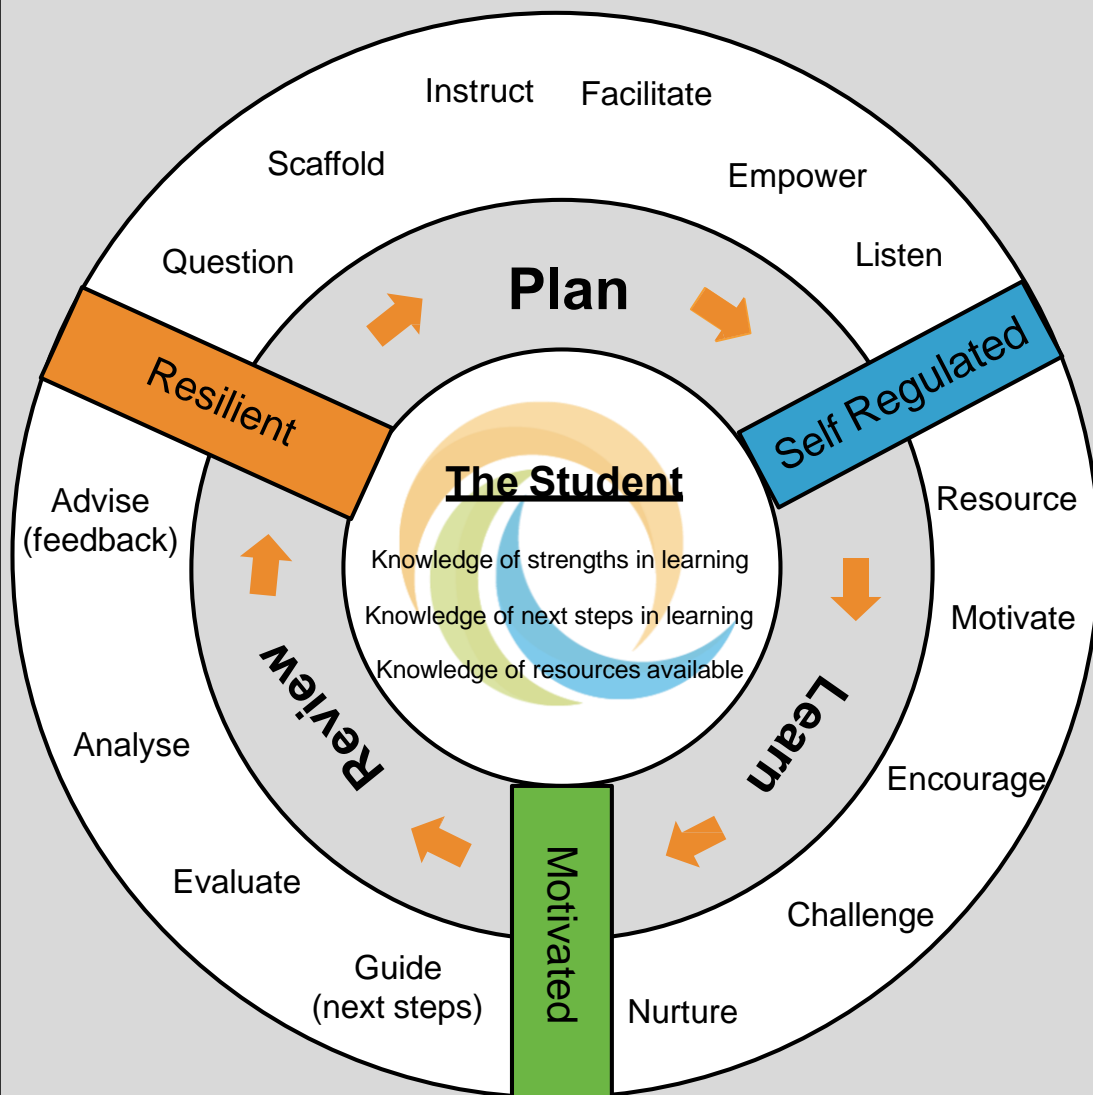 Instruct
Facilitate
Scaffold
Empower
Question
Listen
Plan
Resilient
Self Regulated
The Student
Knowledge of strengths in learning
Knowledge of next steps in learning
Knowledge of resources available
Advise
(feedback)
Resource
Motivate
Review
Learn
Analyse
Encourage
Motivated
Evaluate
Challenge
Guide
(next steps)
Nurture